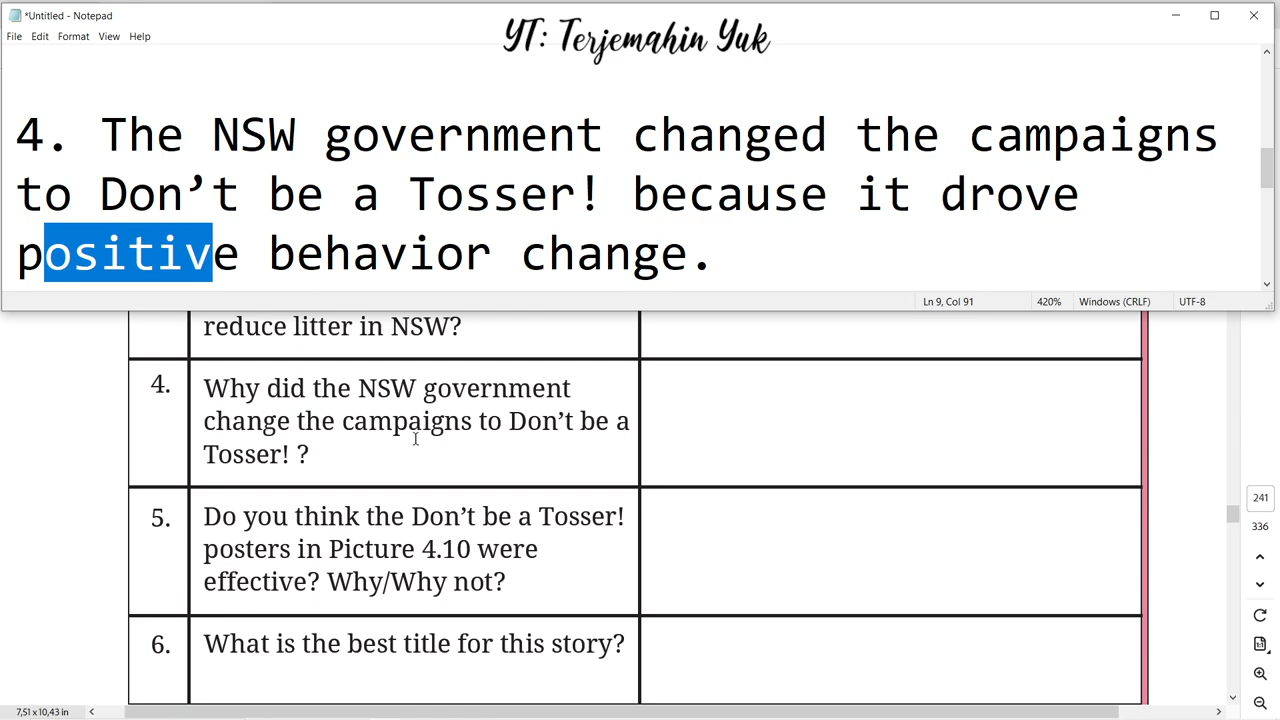 *Untitled - Notepad
File Edit Format View Help
YT: Terjemahin Yuk
4. The NSW government changed the campaigns
to Don’t be a Tosser! because it drove
positive behavior change.
Ln 9, Col 91 420% Windows (CRLF) UTF-8
reduce litter in NSW?
4. Why did the NSW government
change the campaigns to Don’t be a
Tosser! ?
5. Do you think the Don’t be a Tosser!
posters in Picture 4.10 were
effective? Why/Why not?
6. What is the best title for this story?
241
336
7,51 x 10,43 in